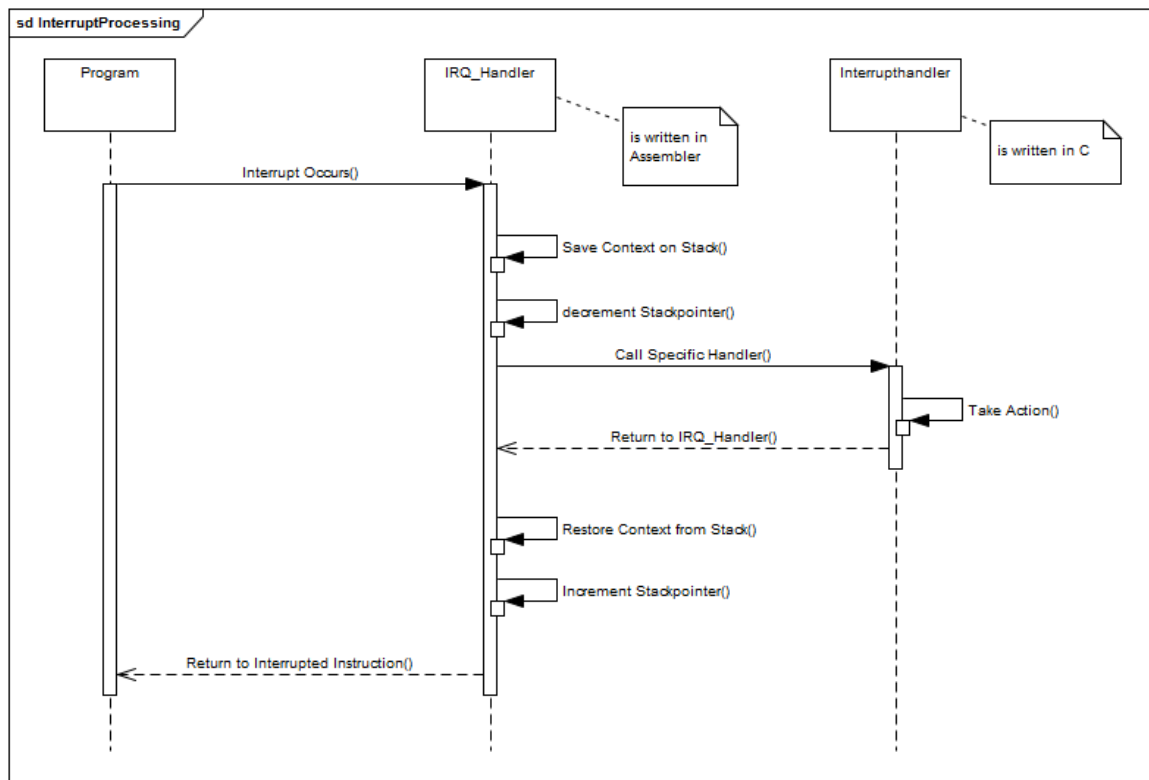 sd InterruptProcessing
Program
IRQ_Handler
Interrupthandler
is written in
Assembler
is written in C
Interrupt Occurs()
Save Context on Stack()
decrement Stackpointer()
Call Specific Handler()
Take Action()
Return to IRQ_Handler()
Restore Context from Stack()
Increment Stackpointer()
Return to Interrupted Instruction()